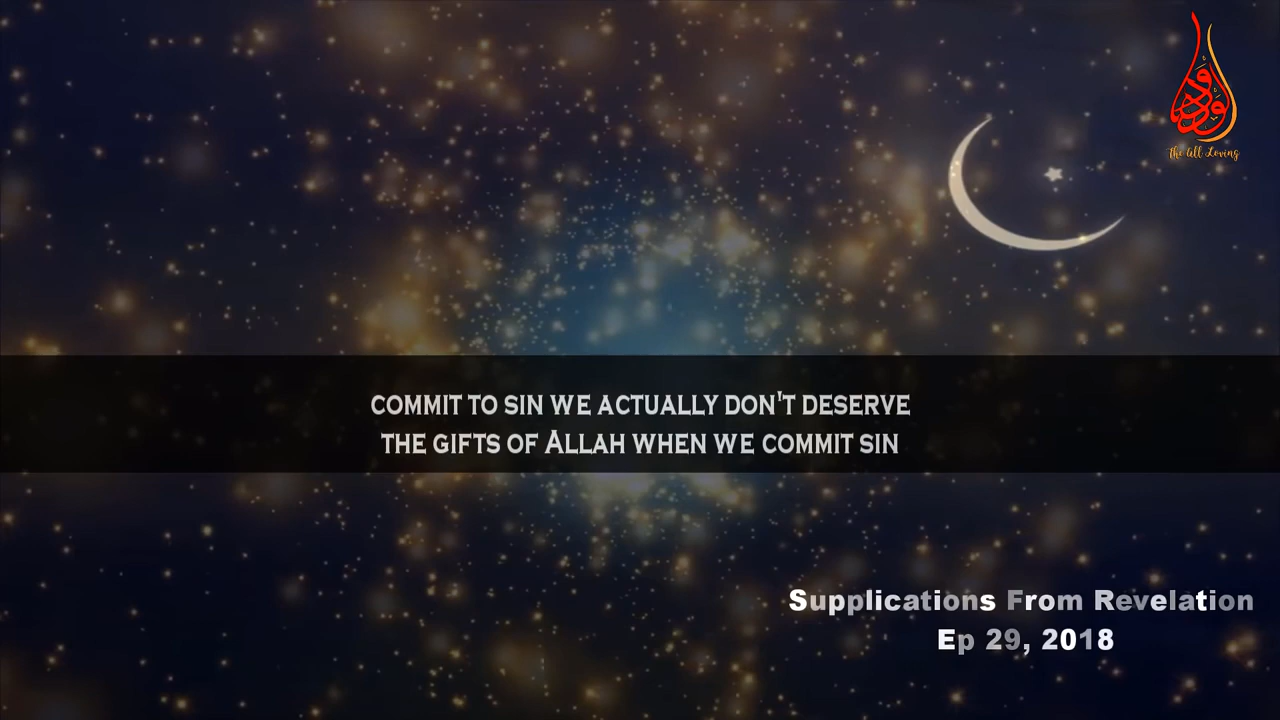 الودود
The All Loving
COMMIT TO SIN WE ACTUALLY DON'T DESERVE
THE GIFTS OF ALLAH WHEN WE COMMIT SIN
Supplications From Revelation
Ep 29, 2018